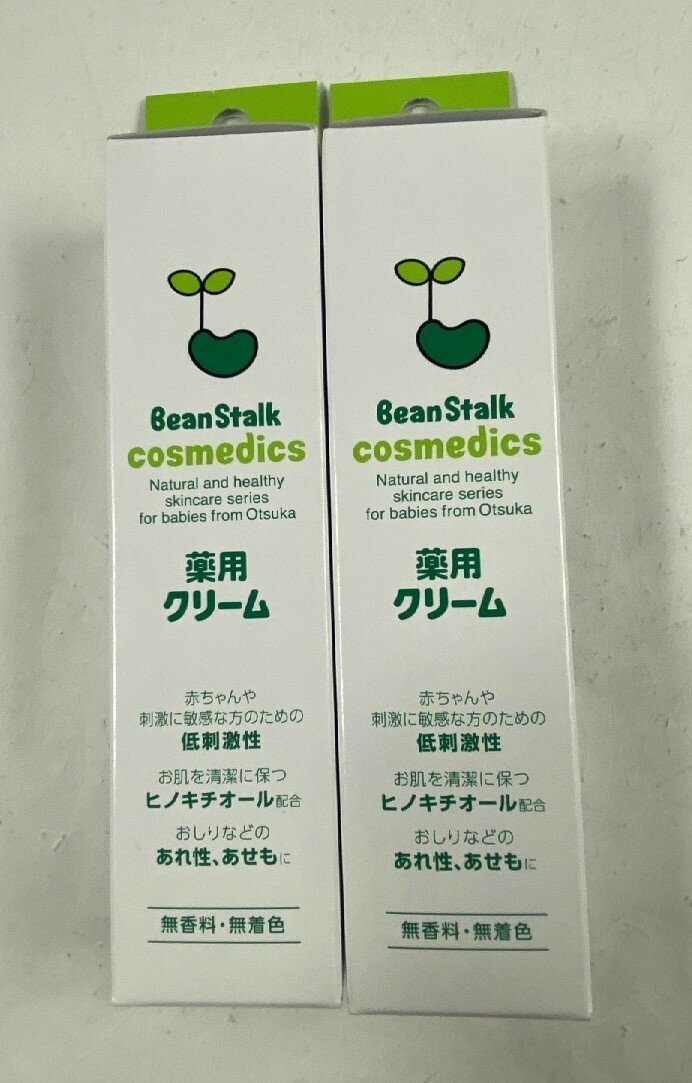 BeanStalk
cosmedics
Natural and healthy
skincare series
for babies from Otsuka
薬用
クリーム
赤ちゃんや
刺激に敏感な方のための
低刺激性
お肌を清潔に保つ
ヒノキチオール配合
おしりなどの
あれ性、あせもに
無香料・無着色
BeanStalk
cosmedics
Natural and healthy
skincare series
for babies from Otsuka
薬用
クリーム
赤ちゃんや
刺激に敏感な方のための
低刺激性
お肌を清潔に保つ
ヒノキチオール配合
おしりなどの
あれ性、あせもに
無香料・無着色